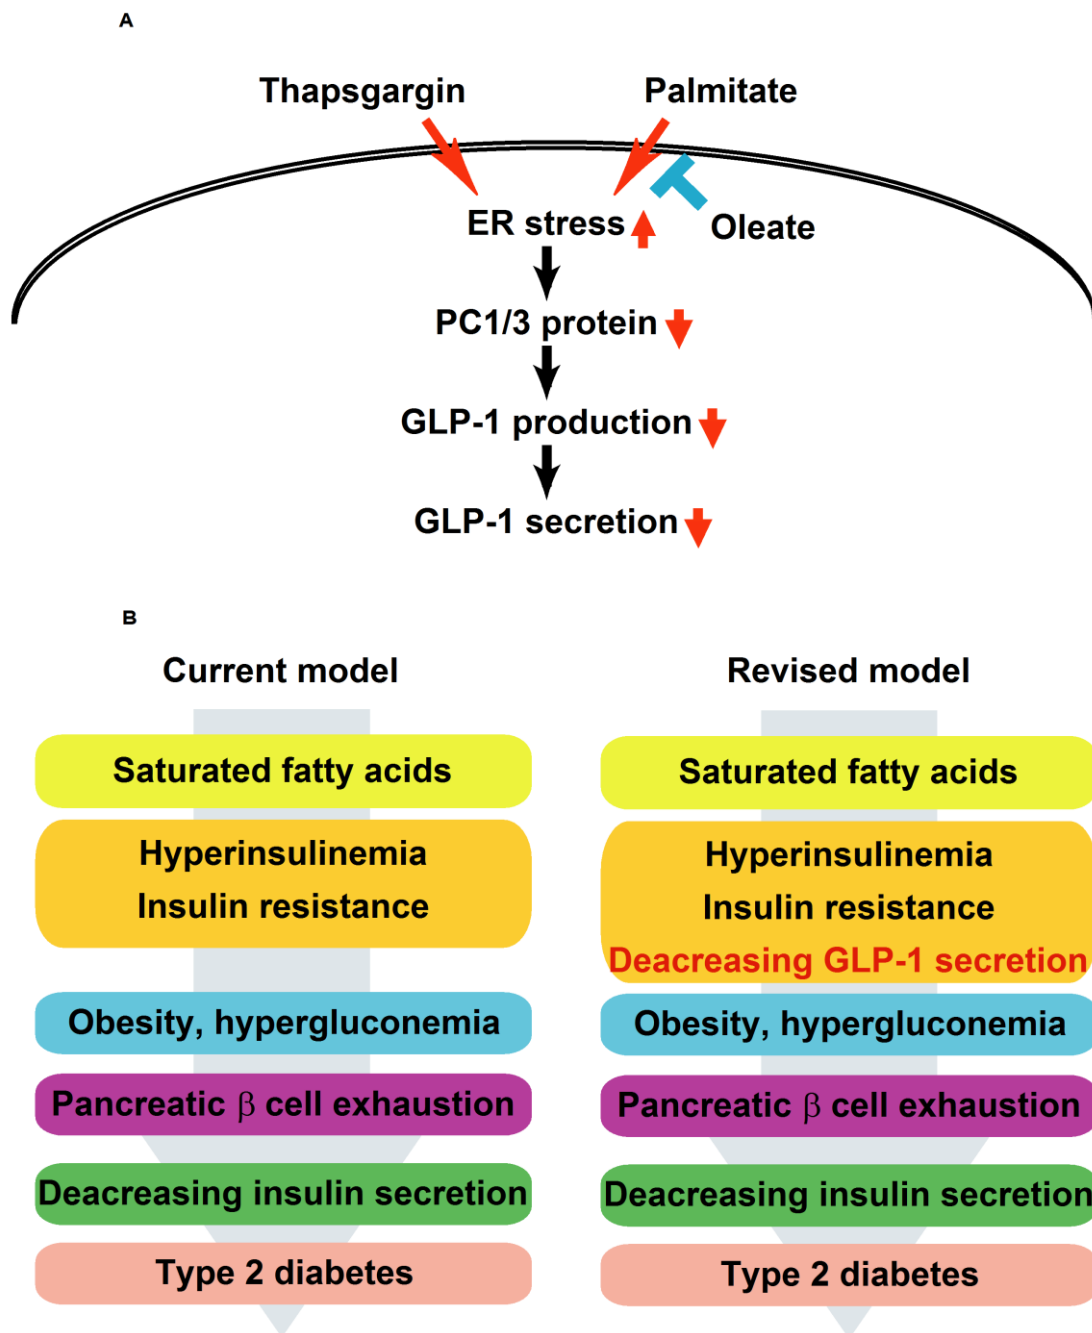 A
Thapsgargin
Palmitate
ER stress
Oleate
PC1/3 protein
GLP-1 production
GLP-1 secretion
B
Current model
Saturated fatty acids
Hyperinsulinemia
Insulin resistance
Obesity, hypergluconemia
Pancreatic β cell exhaustion
Deacreasing insulin secretion
Type 2 diabetes
Revised model
Saturated fatty acids
Hyperinsulinemia
Insulin resistance
Deacreasing GLP-1 secretion
Obesity, hypergluconemia
Pancreatic β cell exhaustion
Deacreasing insulin secretion
Type 2 diabetes